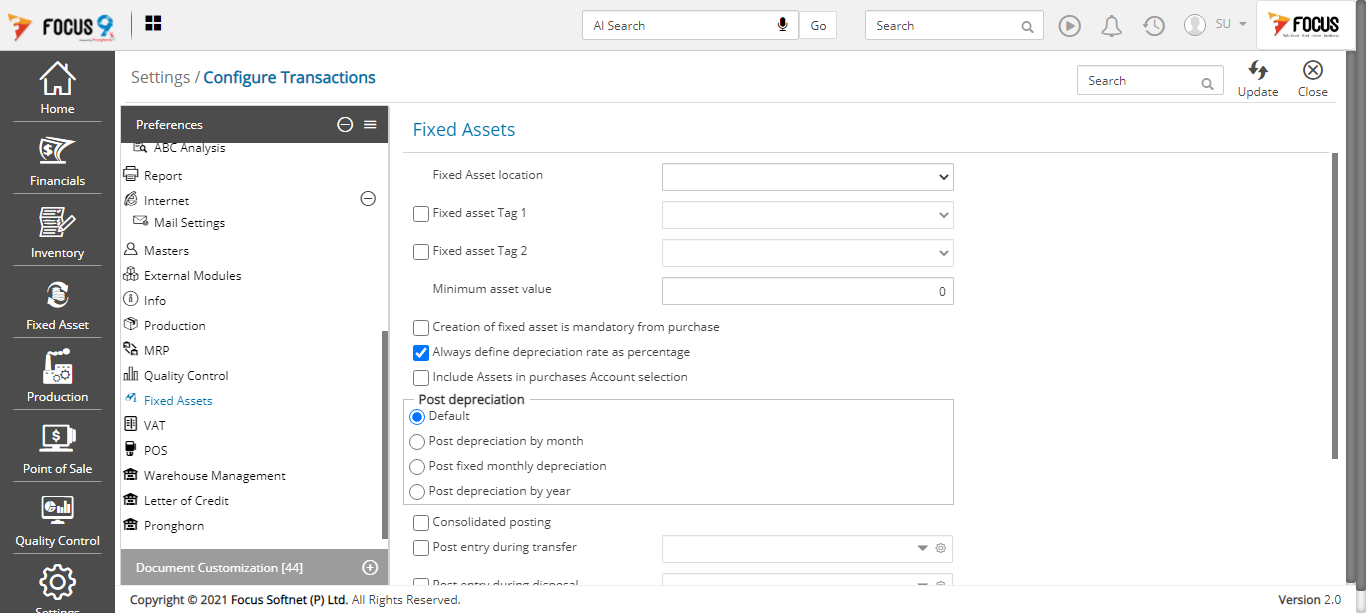 FOCUS 9
AI Search
Go
Search
SU
FOCUS
Home
Financials
Inventory
Fixed Asset
Production
Point of Sale
Quality Control
Settings
Settings / Configure Transactions
Search
Update
Close
Preferences
ABC Analysis
Report
Internet
Mail Settings
Masters
External Modules
Info
Production
MRP
Quality Control
Fixed Assets
VAT
POS
Warehouse Management
Letter of Credit
Pronghorn
Document Customization [44]
Fixed Assets
Fixed Asset location
Fixed asset Tag 1
Fixed asset Tag 2
Minimum asset value
0
Creation of fixed asset is mandatory from purchase
Always define depreciation rate as percentage
Include Assets in purchases Account selection
Post depreciation
Default
Post depreciation by month
Post fixed monthly depreciation
Post depreciation by year
Consolidated posting
Post entry during transfer
Post entry during disposal
Copyright © 2021 Focus Softnet (P) Ltd. All Rights Reserved.
Version 2.0